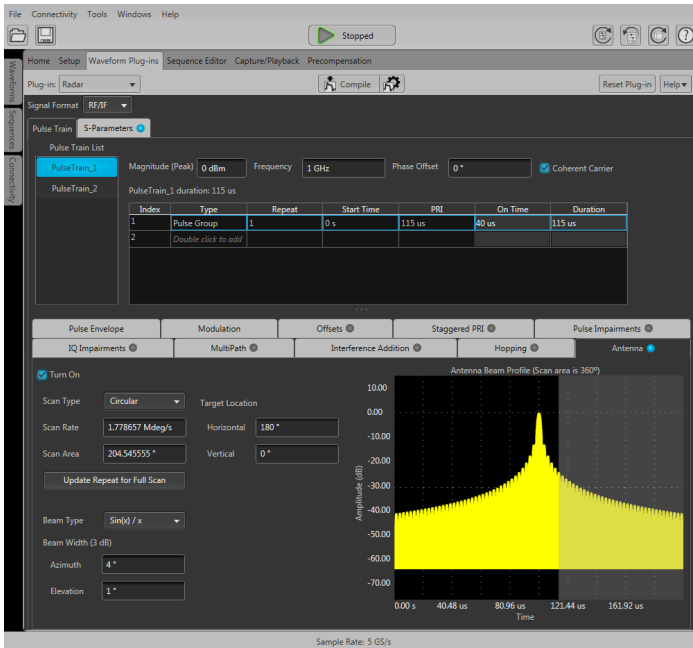 File Connectivity Tools Windows Help
Stopped
?
Waveforms
Sequences
Connectivity
Home Setup Waveform Plug-ins Sequence Editor Capture/Playback Precompensation
Plug-in: Radar Compile Reset Plug-in Help
Signal Format RF/IF
Pulse Train S-Parameters
Pulse Train List
PulseTrain_1
PulseTrain_2
Magnitude (Peak) 0 dBm Frequency 1 GHz Phase Offset 0 ° Coherent Carrier
PulseTrain_1 duration: 115 us
Index Type Repeat Start Time PRI On Time Duration
1 Pulse Group 1 0 s 115 us 40 us 115 us
2 Double click to add
Pulse Envelope Modulation Offsets Staggered PRI Pulse Impairments
IQ Impairments MultiPath Interference Addition Hopping Antenna
Turn On
Scan Type Circular Target Location
Scan Rate 1.778657 Mdeg/s Horizontal 180 °
Scan Area 204.545555 ° Vertical 0 °
Update Repeat for Full Scan
Beam Type Sin(x) / x
Beam Width (3 dB)
Azimuth 4 °
Elevation 1 °
Antenna Beam Profile (Scan area is 360º)
Amplitude (dB)
10.00
0.00
-10.00
-20.00
-30.00
-40.00
-50.00
-60.00
-70.00
0.00 s 40.48 us 80.96 us 121.44 us 161.92 us
Time
Sample Rate: 5 GS/s